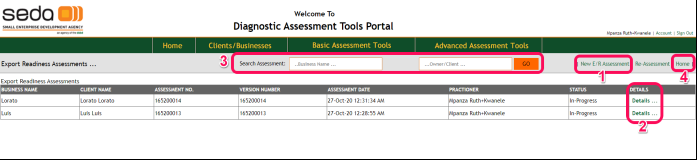 seda
SMALL ENTERPRISE DEVELOPMENT AGENCY
Welcome To
Diagnostic Assessment Tools Portal
Mpanza Ruth-Kwanele | Account | Sign Out
Home Clients/Businesses Basic Assessment Tools Advanced Assessment Tools
Export Readiness Assessments ... 3 Search Assessment: ...Business Name ... ...Owner/Client ... GO New E/R Assessment Re Assessment Home
1 4
Export Readiness Assessments
BUSINESS NAME CLIENT NAME ASSESSMENT NO. VERSION NUMBER ASSESSMENT DATE PRACTIONER STATUS DETAILS
Lorato Lorato Lorato 165200014 165200014 27-Oct-20 12:31:34 AM Mpanza Ruth+Kwanele In-Progress Details ...
Luis Luis Luis 165200013 165200013 27-Oct-20 12:28:55 AM Mpanza Ruth+Kwanele In-Progress Details ...
2